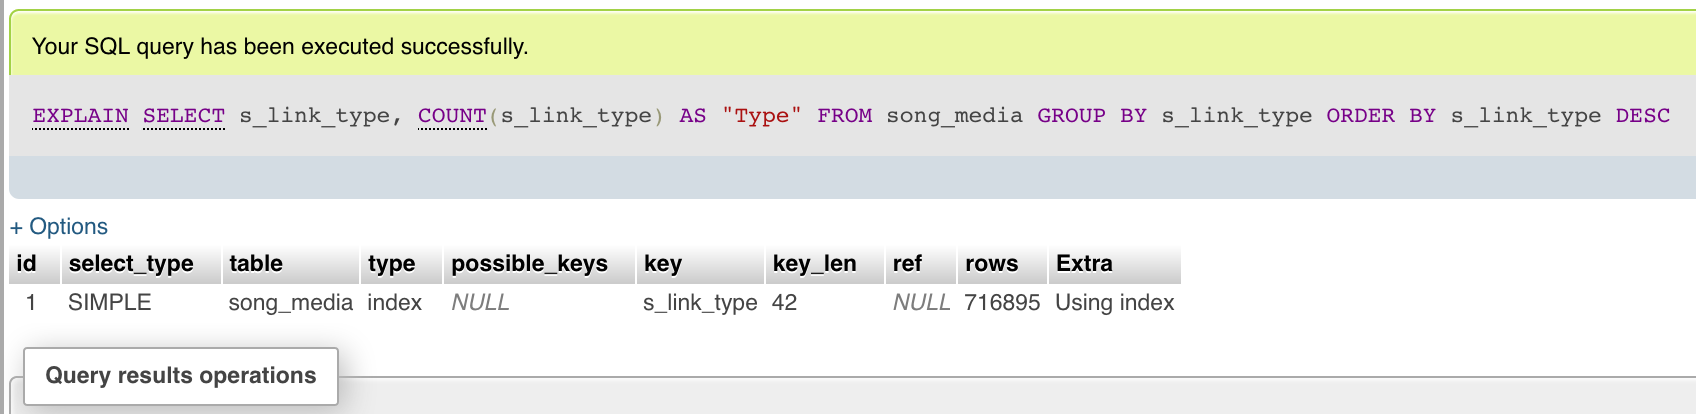 Your SQL query has been executed successfully.
EXPLAIN SELECT s_link_type, COUNT(s_link_type) AS "Type" FROM song_media GROUP BY s_link_type ORDER BY s_link_type DESC
+ Options
id select_type table type possible_keys key key_len ref rows Extra
1 SIMPLE song_media index NULL s_link_type 42 NULL 716895 Using index
Query results operations